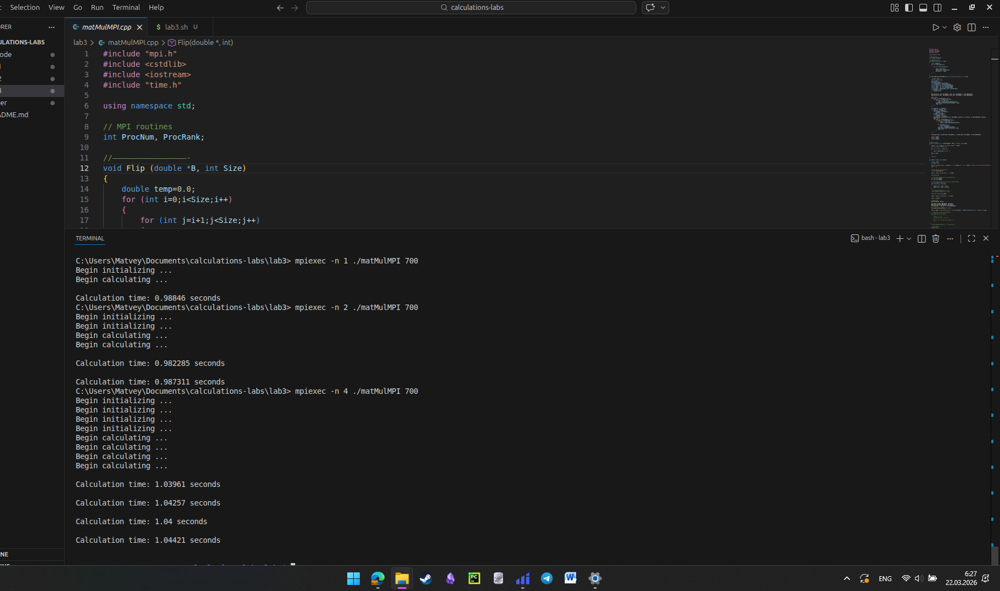 Selection View Go Run Terminal Help
calculations-labs
matMulMPI.cpp
lab3.sh U
ULATIONS-LABS
lab3 > matMulMPI.cpp > Flip(double *, int)
1 #include "mpi.h"
2 #include <cstdlib>
3 #include <iostream>
4 #include "time.h"
5
6 using namespace std;
7
8 // MPI routines
9 int ProcNum, ProcRank;
10
11 //————————————————-
12 void Flip (double *B, int Size)
13 {
14 double temp=0.0;
15 for (int i=0;i<Size;i++)
16 {
17 for (int j=i+1;j<Size;j++)
TERMINAL
bash - lab3
C:\Users\Matvey\Documents\calculations-labs\lab3> mpiexec -n 1 ./matMulMPI 700
Begin initializing ...
Begin calculating ...
Calculation time: 0.98846 seconds
C:\Users\Matvey\Documents\calculations-labs\lab3> mpiexec -n 2 ./matMulMPI 700
Begin initializing ...
Begin initializing ...
Begin calculating ...
Begin calculating ...
Calculation time: 0.982285 seconds
Calculation time: 0.987311 seconds
C:\Users\Matvey\Documents\calculations-labs\lab3> mpiexec -n 4 ./matMulMPI 700
Begin initializing ...
Begin initializing ...
Begin initializing ...
Begin initializing ...
Begin calculating ...
Begin calculating ...
Begin calculating ...
Begin calculating ...
Calculation time: 1.03961 seconds
Calculation time: 1.04257 seconds
Calculation time: 1.04 seconds
Calculation time: 1.04421 seconds
ENG
6:27
22.03.2026